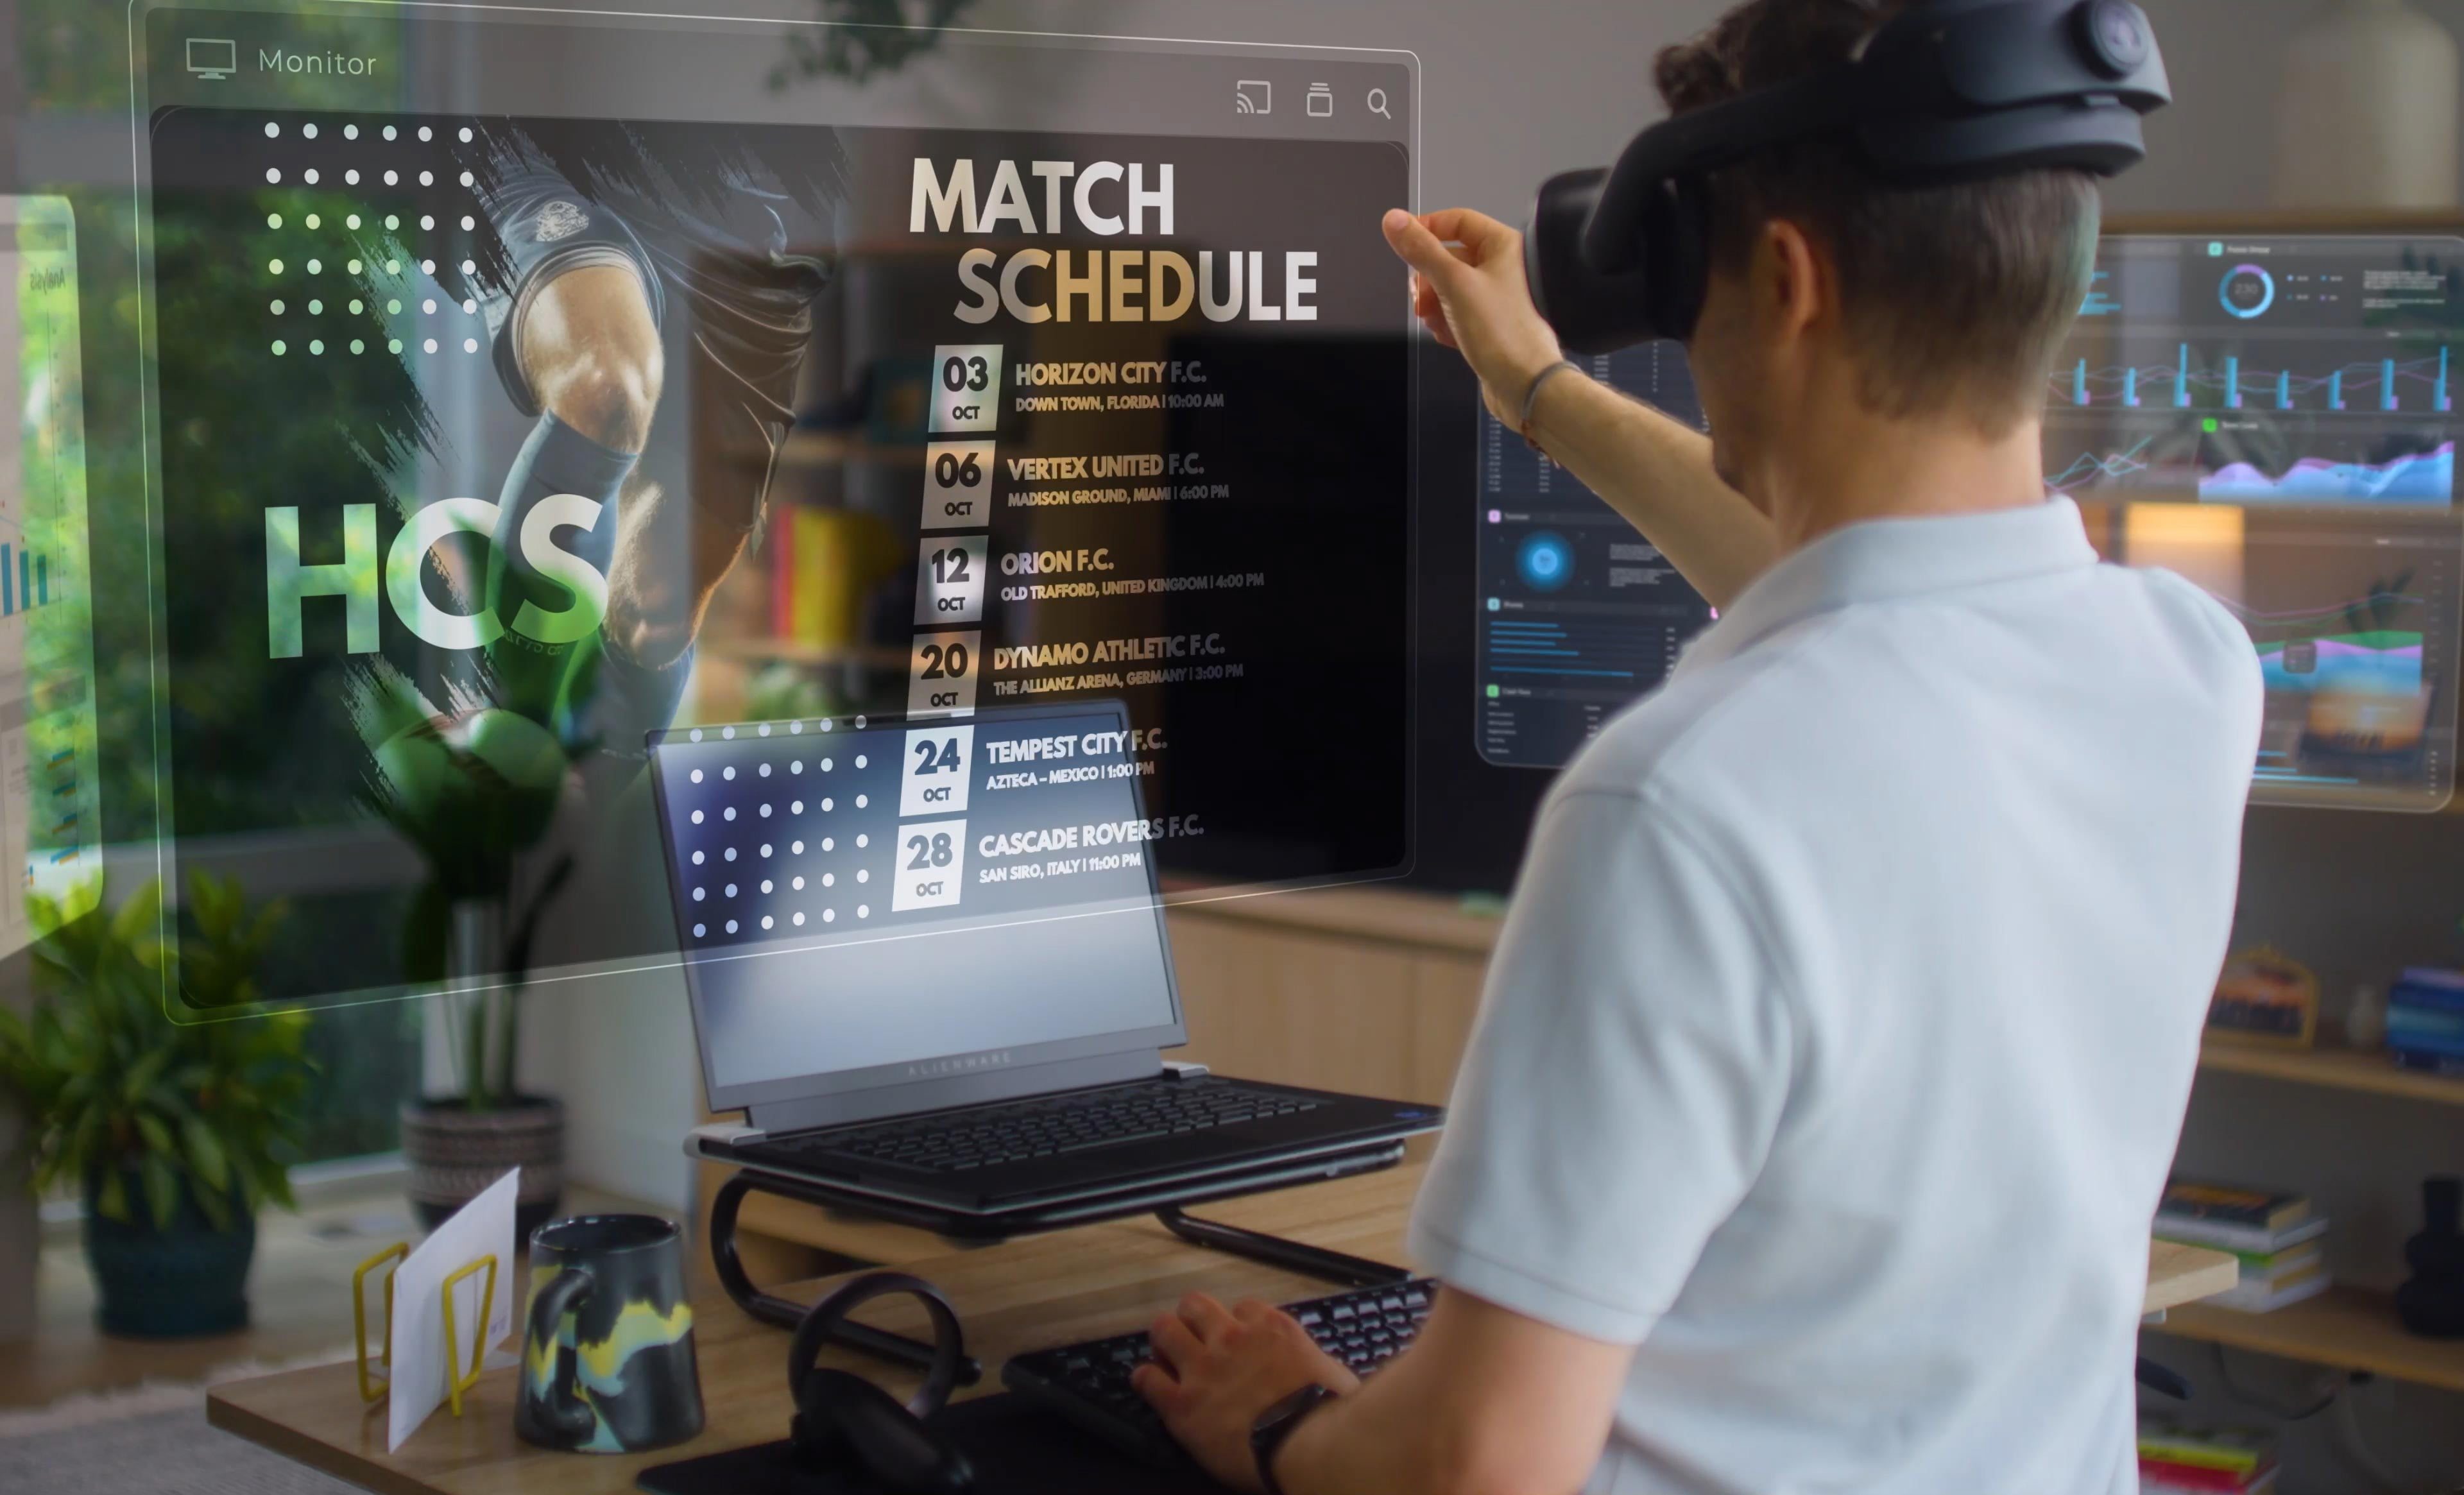 Monitor
MATCH
SCHEDULE
03
OCT
HORIZON CITY F.C.
DOWN TOWN, FLORIDA | 10:00 AM
06
OCT
VERTEX UNITED F.C.
MADISON GROUND, MIAMI | 6:00 PM
12
OCT
ORION F.C.
OLD TRAFFORD, UNITED KINGDOM | 4:00 PM
20
OCT
DYNAMO ATHLETIC F.C.
THE ALLIANZ ARENA, GERMANY | 3:00 PM
24
OCT
TEMPEST CITY F.C.
AZTECA – MEXICO | 1:00 PM
28
OCT
CASCADE ROVERS F.C.
SAN SIRO, ITALY | 11:00 PM
HCS
ALIENWARE
Analysis
230